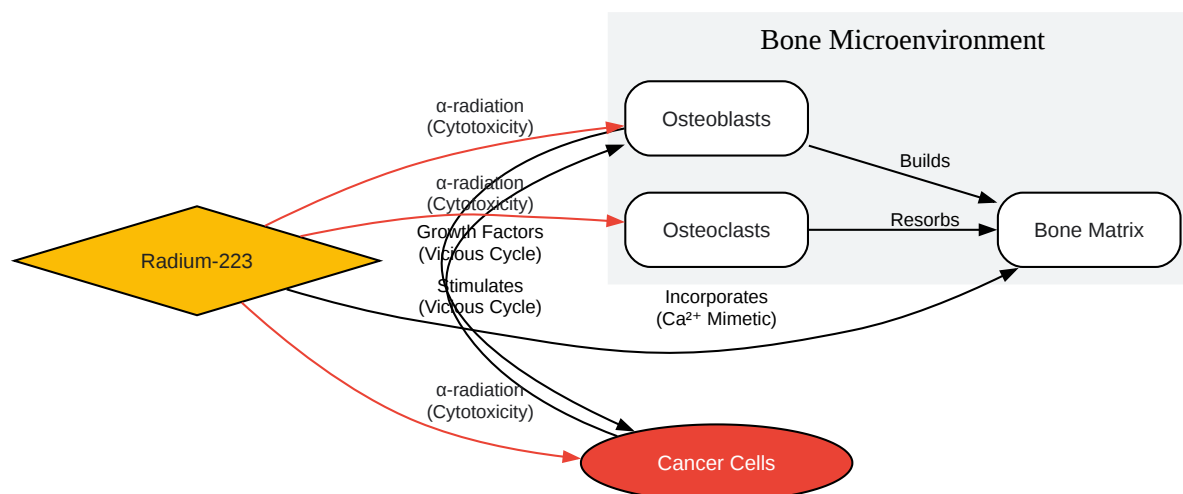 Bone Microenvironment
α-radiation
(Cytotoxicity)
Osteoblasts
Builds
α-radiation
(Cytotoxicity)
Osteoclasts
Resorbs
Bone Matrix
Growth Factors
(Vicious Cycle)
Radium-223
Stimulates
(Vicious Cycle)
Incorporates
(Ca²⁺ Mimetic)
α-radiation
(Cytotoxicity)
Cancer Cells